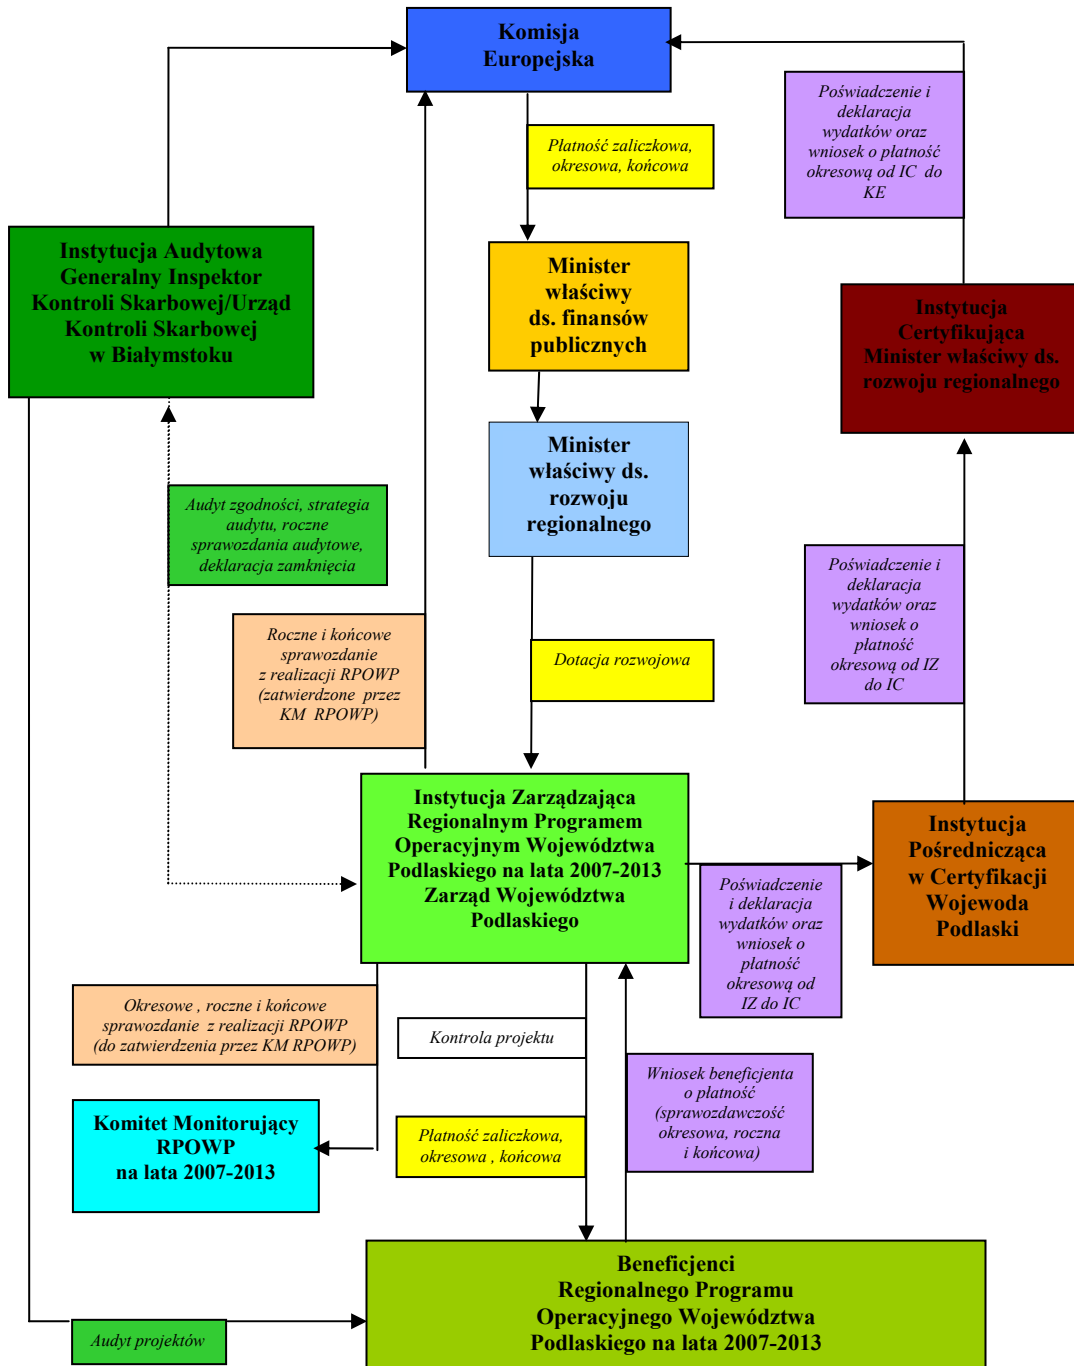 Komisja
Europejska
Poświadczenie i
deklaracja
wydatków oraz
wniosek o płatność
okresową od IC do
KE
Płatność zaliczkowa,
okresowa, końcowa
Instytucja Audytowa
Generalny Inspektor
Kontroli Skarbowej/Urząd
Kontroli Skarbowej
w Białymstoku
Minister
właściwy
ds. finansów
publicznych
Instytucja
Certyfikująca
Minister właściwy ds.
rozwoju regionalnego
Minister
właściwy ds.
rozwoju
regionalnego
Audyt zgodności, strategia
audytu, roczne
sprawozdania audytowe,
deklaracja zamknięcia
Poświadczenie i
deklaracja
wydatków oraz
wniosek o
płatność
okresową od IZ
do IC
Roczne i końcowe
sprawozdanie
z realizacji RPOWP
(zatwierdzone przez
KM RPOWP)
Dotacja rozwojowa
Instytucja Zarządzająca
Regionalnym Programem
Operacyjnym Województwa
Podlaskiego na lata 2007-2013
Zarząd Województwa
Podlaskiego
Instytucja
Pośrednicząca
w Certyfikacji
Wojewoda
Podlaski
Poświadczenie
i deklaracja
wydatków oraz
wniosek o
płatność
okresową od
IZ do IC
Okresowe , roczne i końcowe
sprawozdanie z realizacji RPOWP
(do zatwierdzenia przez KM RPOWP)
Kontrola projektu
Wniosek beneficjenta
o płatność
(sprawozdawczość
okresowa, roczna
i końcowa)
Komitet Monitorujący
RPOWP
na lata 2007-2013
Płatność zaliczkowa,
okresowa , końcowa
Beneficjenci
Regionalnego Programu
Operacyjnego Województwa
Podlaskiego na lata 2007-2013
Audyt projektów